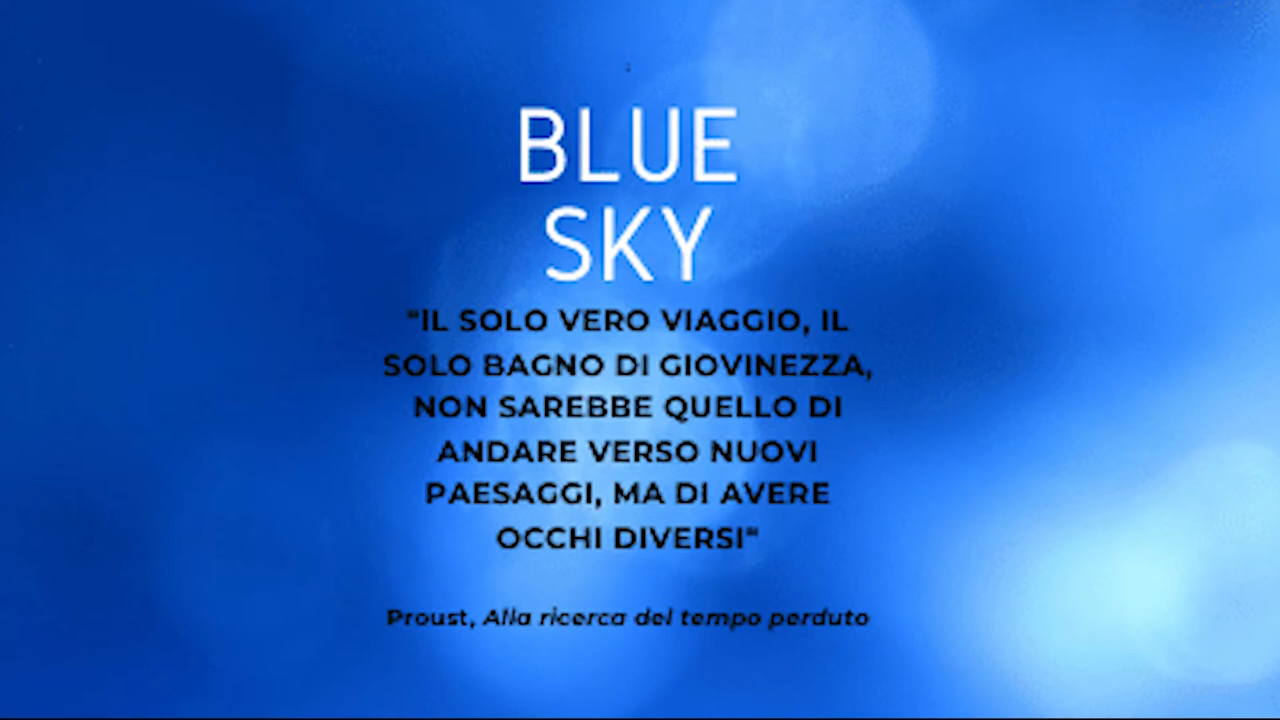 BLUE
SKY
"IL SOLO VERO VIAGGIO, IL
SOLO BAGNO DI GIOVINEZZA,
NON SAREBBE QUELLO DI
ANDARE VERSO NUOVI
PAESAGGI, MA DI AVERE
OCCHI DIVERSI"
Proust, Alla ricerca del tempo perduto